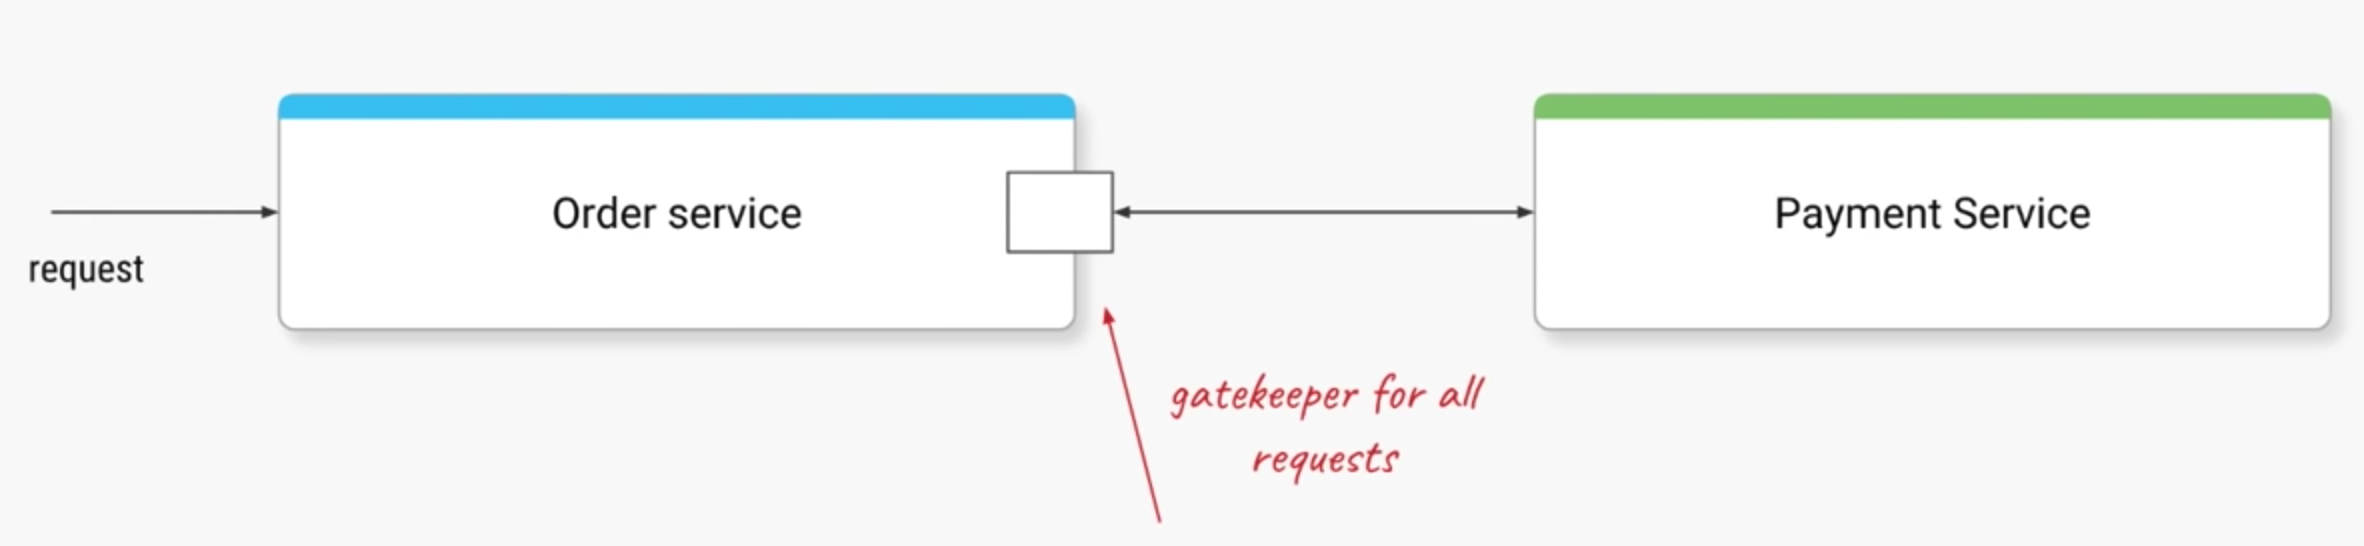 request
Order service
Payment Service
gatekeeper for all
requests